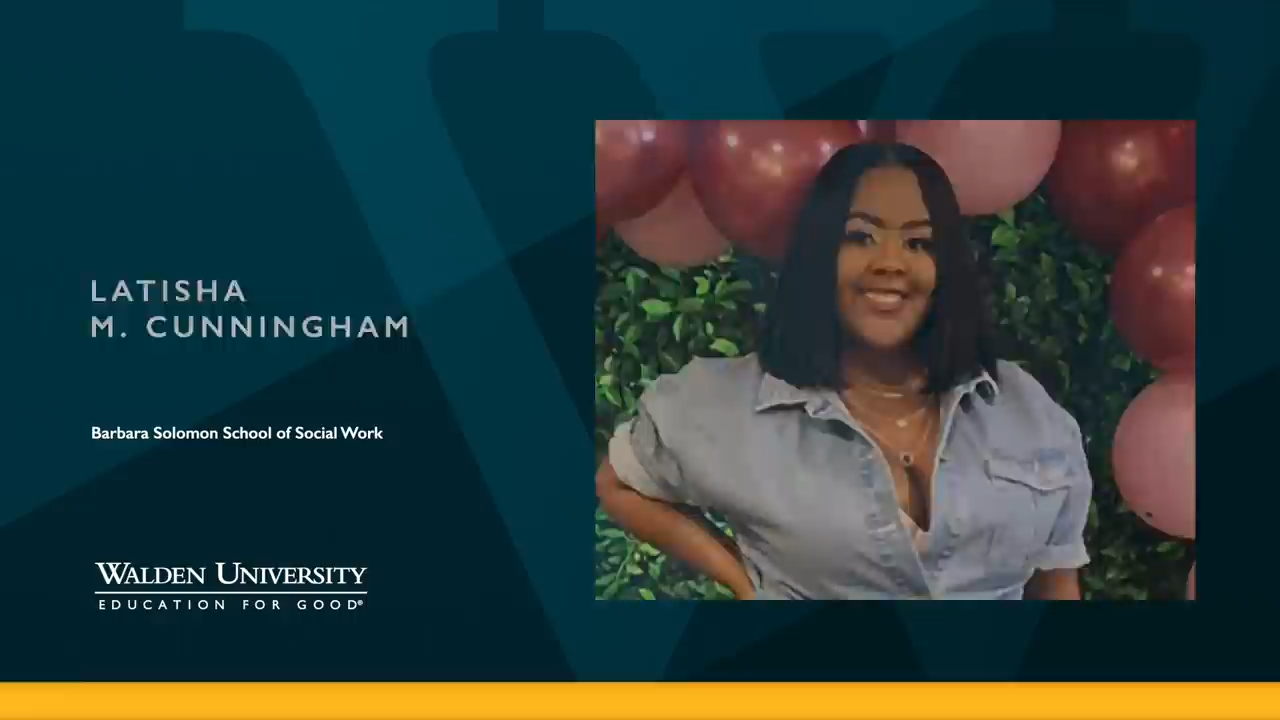 LATISHA
M. CUNNINGHAM
Barbara Solomon School of Social Work
WALDEN UNIVERSITY
EDUCATION FOR GOOD®